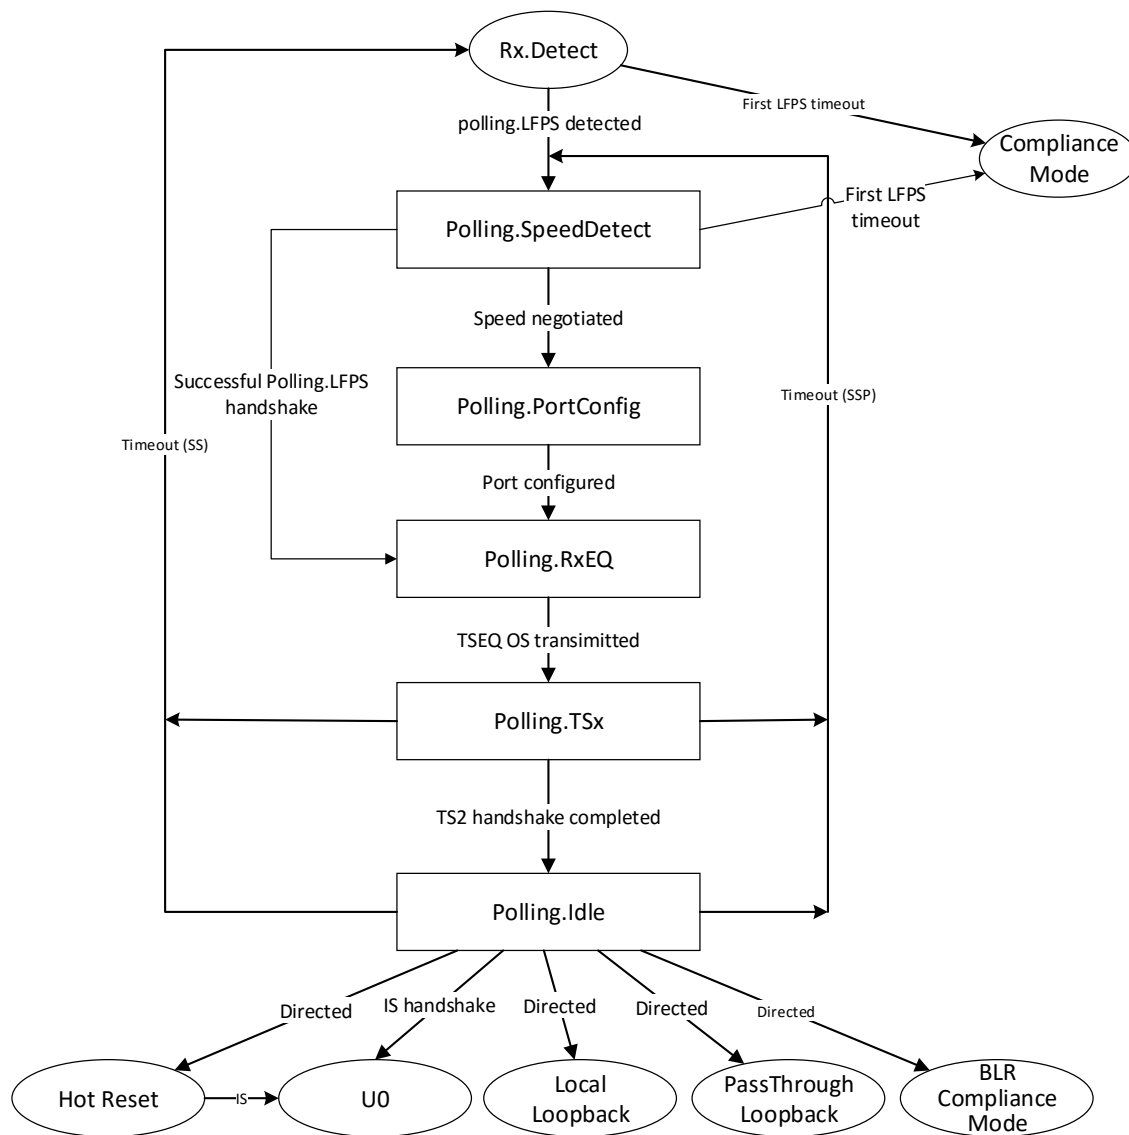 Rx.Detect
First LFPS timeout
polling.LFPS detected
Compliance
Mode
First LFPS
timeout
Polling.SpeedDetect
Speed negotiated
Successful Polling.LFPS
handshake
Polling.PortConfig
Timeout (SSP)
Timeout (SS)
Port configured
Polling.RxEQ
TSEQ OS transimitted
Polling.TSx
TS2 handshake completed
Polling.Idle
Directed
IS handshake
Directed
Directed
Directed
Hot Reset
IS
U0
Local
Loopback
PassThrough
Loopback
BLR
Compliance
Mode